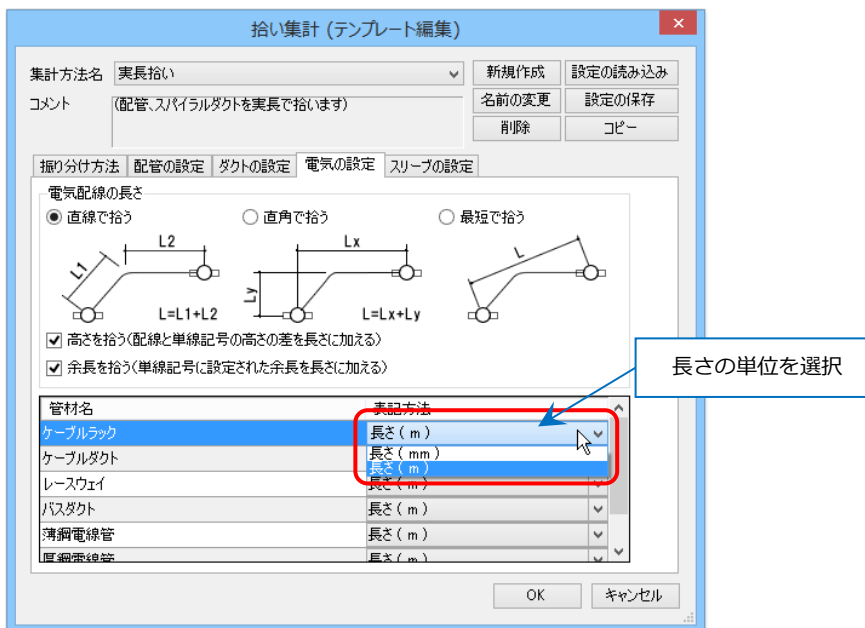 拾い集計 (テンプレート編集)
集計方法名 実長拾い 新規作成 設定の読み込み
コメント (配管、スパイラルダクトを実長で拾います) 名前の変更 設定の保存
削除 コピー
振り分け方法 配管の設定 ダクトの設定 電気の設定 スリーブの設定
電気配線の長さ
直線で拾う 直角で拾う 最短で拾う
L1 L2 L=L1+L2
Lx Ly L=Lx+Ly
L
高さを拾う(配線と単線記号の高さの差を長さに加える)
余長を拾う(単線記号に設定された余長を長さに加える)
長さの単位を選択
管材名 表記方法
ケーブルラック 長さ( m )
長さ( mm )
長さ( m )
ケーブルダクト
レースウェイ 長さ( m )
バスダクト 長さ( m )
薄鋼電線管 長さ( m )
厚鋼電線管 長さ( m )
OK キャンセル